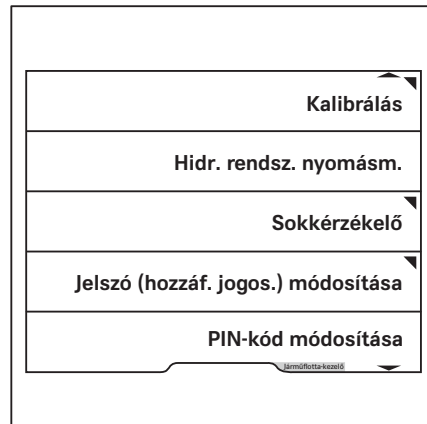 Kalibrálás
Hidr. rendsz. nyomásm.
Sokkérzékelő
Jelszó (hozzáf. jogos.) módosítása
PIN-kód módosítása
Járműflotta-kezelő